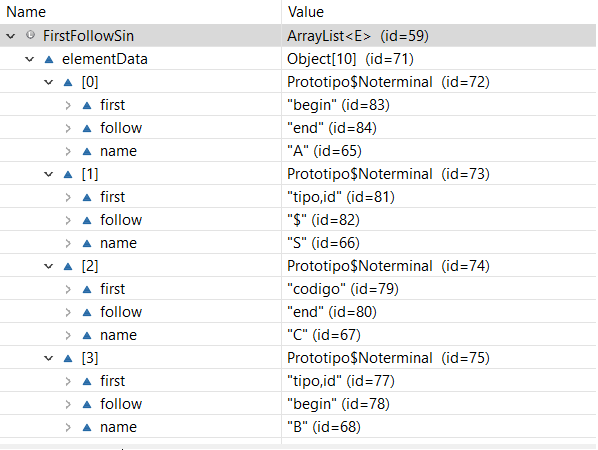 Name Value
FirstFollowSin ArrayList<E> (id=59)
elementData Object[10] (id=71)
[0] Prototipo$Noterminal (id=72)
first "begin" (id=83)
follow "end" (id=84)
name "A" (id=65)
[1] Prototipo$Noterminal (id=73)
first "tipo,id" (id=81)
follow "$" (id=82)
name "S" (id=66)
[2] Prototipo$Noterminal (id=74)
first "codigo" (id=79)
follow "end" (id=80)
name "C" (id=67)
[3] Prototipo$Noterminal (id=75)
first "tipo,id" (id=77)
follow "begin" (id=78)
name "B" (id=68)